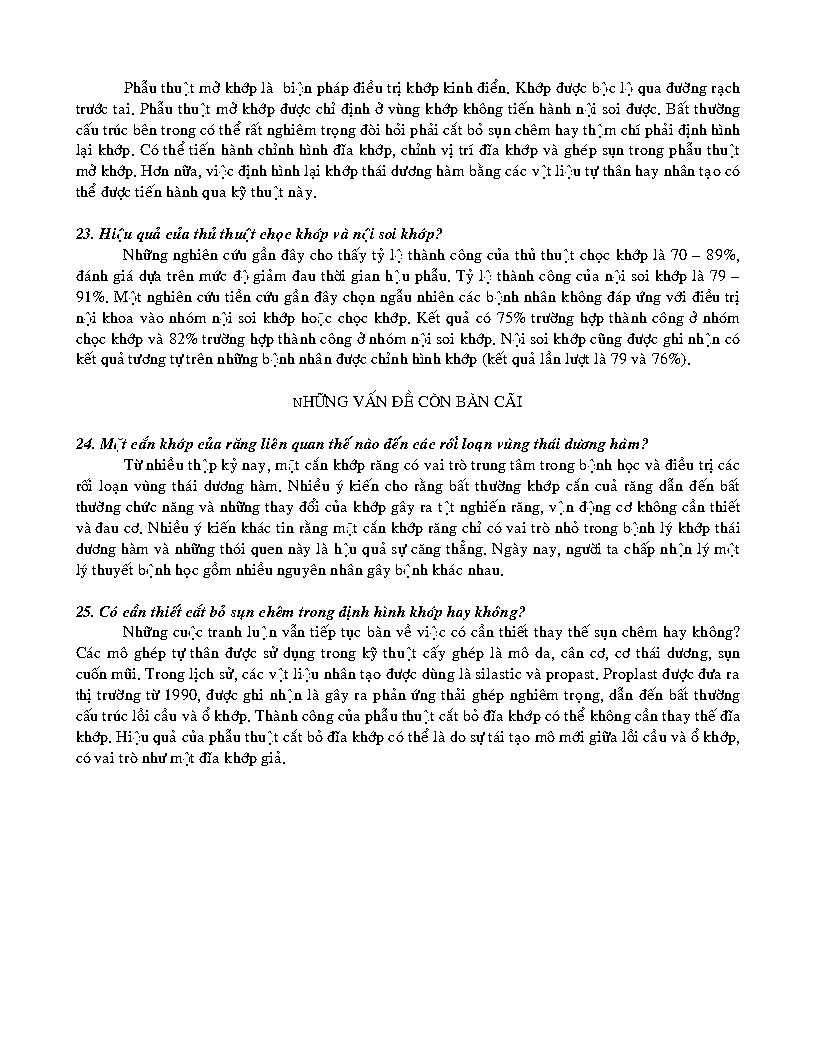 Phẫu thuật mở khớp là biện pháp điều trị khớp kinh điển. Khớp được bộc lộ qua đường rạch
trước tai. Phẫu thuật mở khớp được chỉ định ở vùng khớp không tiến hành nội soi được. Bất thường
cấu trúc bên trong có thể rất nghiêm trọng đòi hỏi phải cắt bỏ sụn chêm hay thậm chí phải định hình
lại khớp. Có thể tiến hành chỉnh hình đĩa khớp, chỉnh vị trí đĩa khớp và ghép sụn trong phẫu thuật
mở khớp. Hơn nữa, việc định hình lại khớp thái dương hàm bằng các vật liệu tự thân hay nhân tạo có
thể được tiến hành qua kỹ thuật này.
23. Hiệu quả của thủ thuật chọc khớp và nội soi khớp?
Những nghiên cứu gần đây cho thấy tỷ lệ thành công của thủ thuật chọc khớp là 70 – 89%,
đánh giá dựa trên mức độ giảm đau thời gian hậu phẫu. Tỷ lệ thành công của nội soi khớp là 79 –
91%. Một nghiên cứu tiền cứu gần đây chọn ngẫu nhiên các bệnh nhân không đáp ứng với điều trị
nội khoa vào nhóm nội soi khớp hoặc chọc khớp. Kết quả có 75% trường hợp thành công ở nhóm
chọc khớp và 82% trường hợp thành công ở nhóm nội soi khớp. Nội soi khớp cũng được ghi nhận có
kết quả tương tự trên những bệnh nhân được chỉnh hình khớp (kết quả lần lượt là 79 và 76%).
NHỮNG VẤN ĐỀ CÒN BÀN CÃI
24. Mặt cắn khớp của răng liên quan thế nào đến các rối loạn vùng thái dương hàm?
Từ nhiều thập kỷ nay, mặt cắn khớp răng có vai trò trung tâm trong bệnh học và điều trị các
rối loạn vùng thái dương hàm. Nhiều ý kiến cho rằng bất thường khớp cắn cuả răng dẫn đến bất
thường chức năng và những thay đổi của khớp gây ra tật nghiến răng, vận động cơ không cần thiết
và đau cơ. Nhiều ý kiến khác tin rằng mặt cắn khớp răng chỉ có vai trò nhỏ trong bệnh lý khớp thái
dương hàm và những thói quen này là hậu quả sự căng thẳng. Ngày nay, người ta chấp nhận lý một
lý thuyết bệnh học gồm nhiều nguyên nhân gây bệnh khác nhau.
25. Có cần thiết cắt bỏ sụn chêm trong định hình khớp hay không?
Những cuộc tranh luận vẫn tiếp tục bàn về việc có cần thiết thay thế sụn chêm hay không?
Các mô ghép tự thân được sử dụng trong kỹ thuật cấy ghép là mô da, cân cơ, cơ thái dương, sụn
cuốn mũi. Trong lịch sử, các vật liệu nhân tạo được dùng là silastic và propast. Proplast được đưa ra
thị trường từ 1990, được ghi nhận là gây ra phản ứng thải ghép nghiêm trọng, dẫn đến bất thường
cấu trúc lồi cầu và ổ khớp. Thành công của phẫu thuật cắt bỏ đĩa khớp có thể không cần thay thế đĩa
khớp. Hiệu quả của phẫu thuật cắt bỏ đĩa khớp có thể là do sự tái tạo mô mới giữa lồi cầu và ổ khớp,
có vai trò như một đĩa khớp giả.